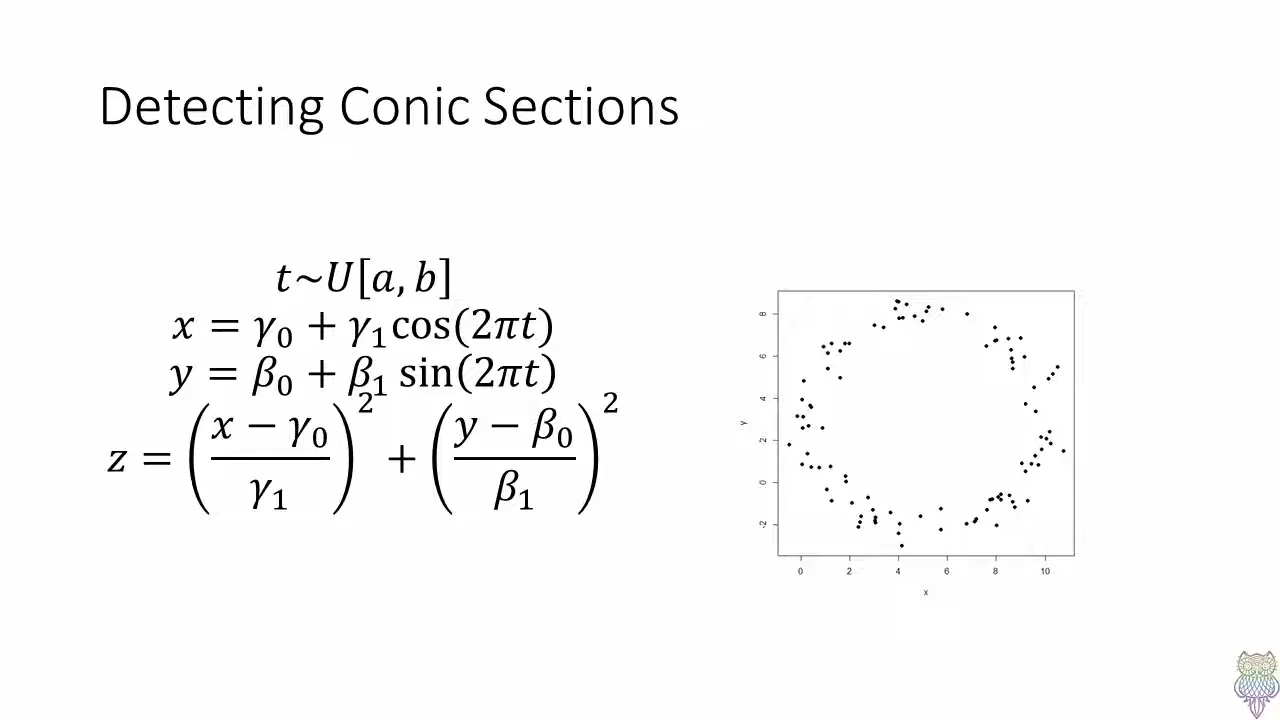 Detecting Conic Sections
t~U[a, b]
x = γ₀ + γ₁cos(2πt)
y = β₀ + β₁ sin(2πt)
z = ((x − γ₀)/γ₁)² + ((y − β₀)/β₁)²
8
6
4
2
0
-2
y
0 2 4 6 8 10
x